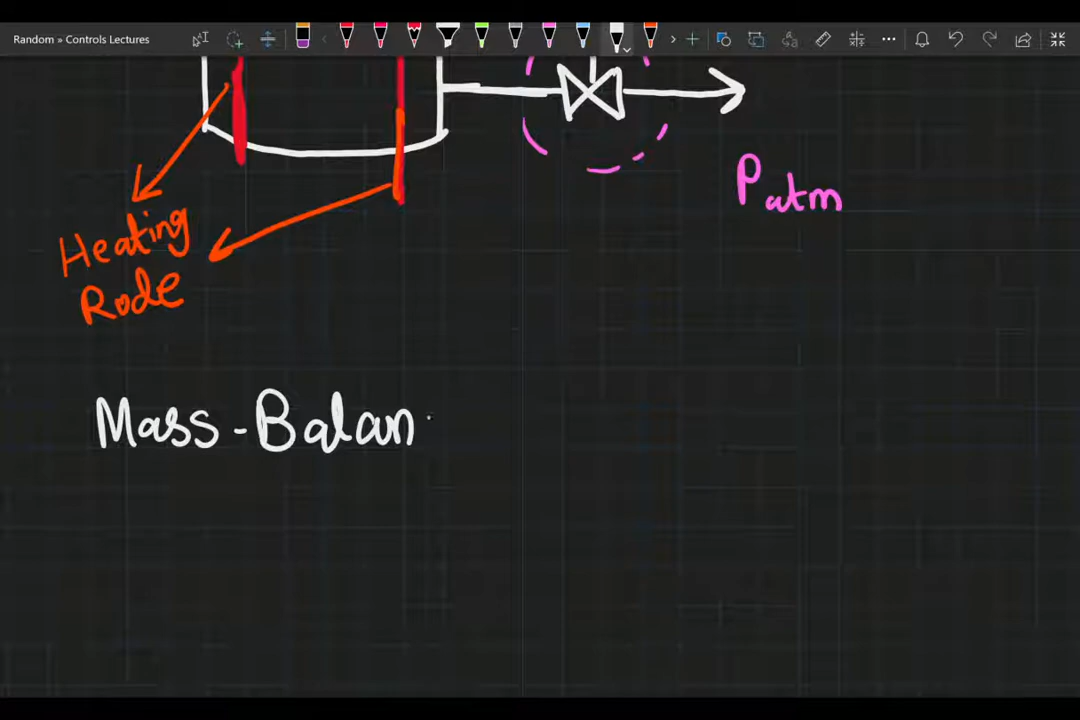 Random » Controls Lectures
Patm
Heating
Rode
Mass-Balan